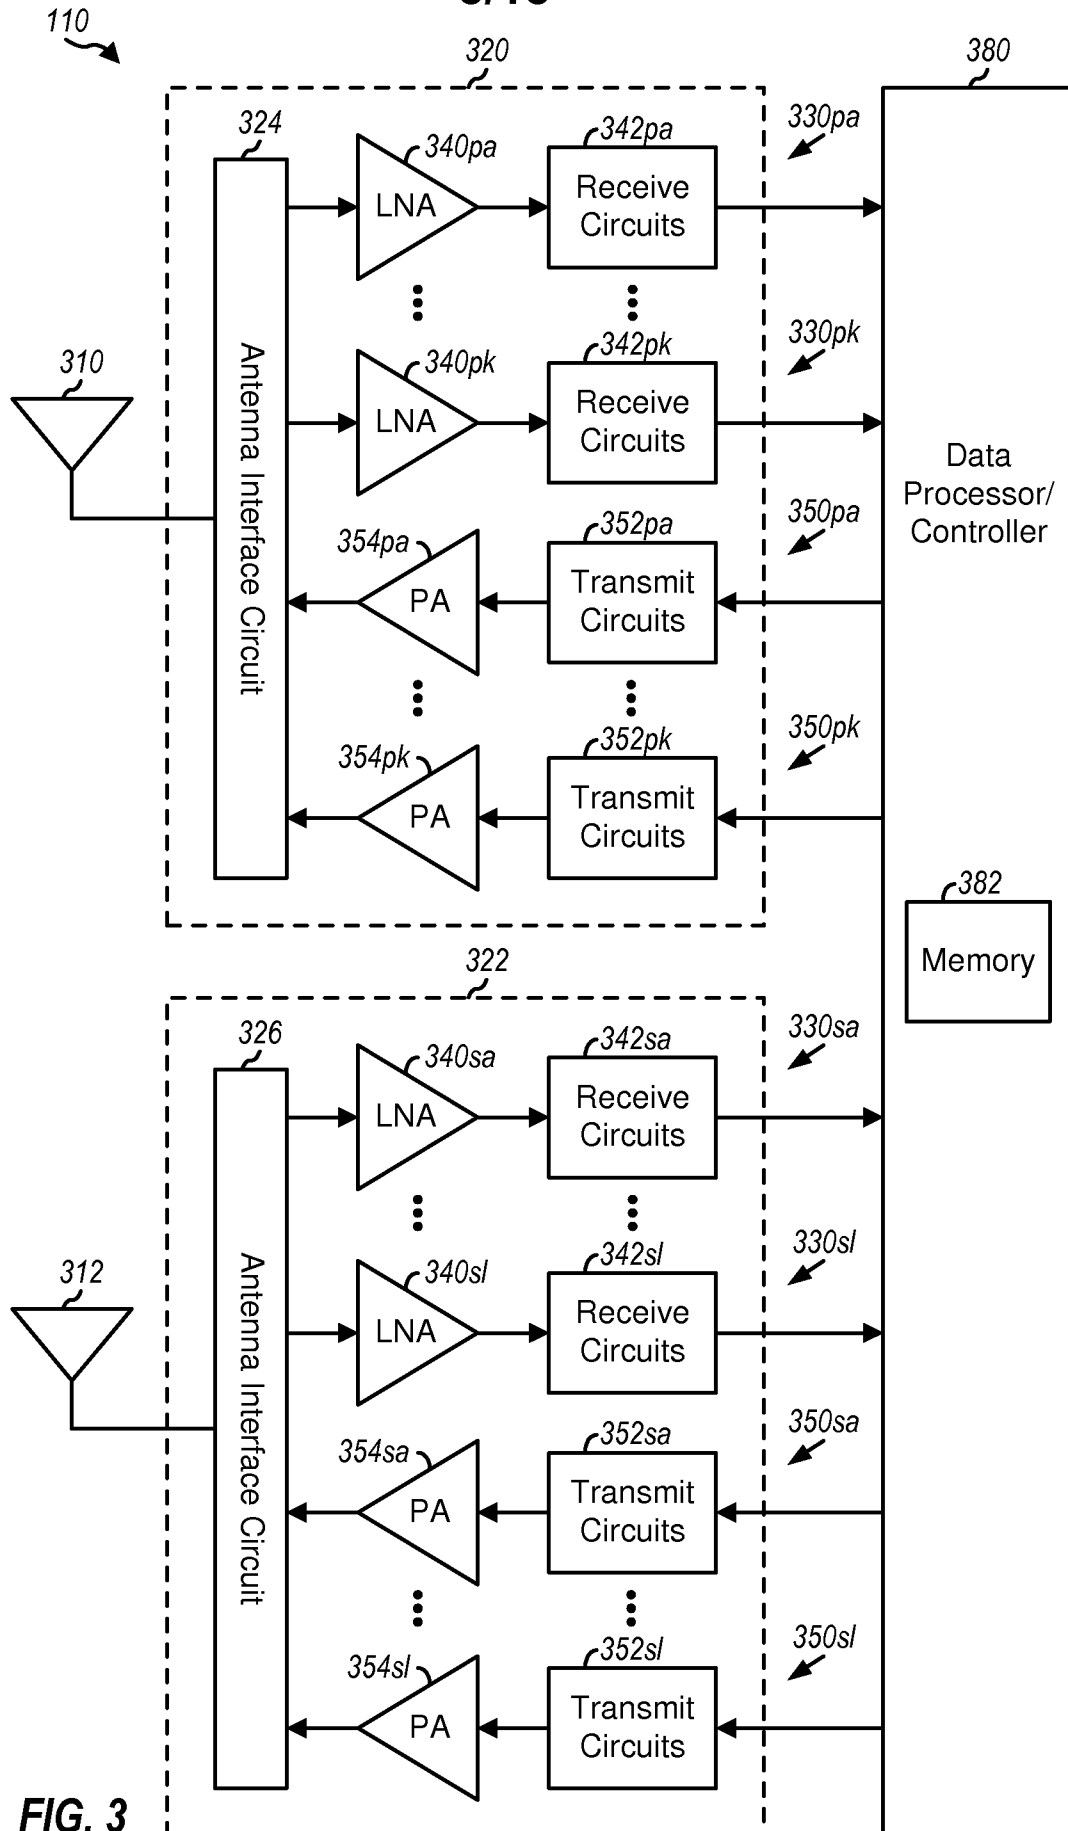 110
320
380
324
340pa
342pa
330pa
LNA
Receive
Circuits
310
340pk
342pk
330pk
LNA
Receive
Circuits
Antenna Interface Circuit
Data
Processor/
Controller
354pa
352pa
350pa
PA
Transmit
Circuits
354pk
352pk
350pk
PA
Transmit
Circuits
382
Memory
322
326
340sa
342sa
330sa
LNA
Receive
Circuits
312
340sl
342sl
330sl
LNA
Receive
Circuits
Antenna Interface Circuit
354sa
352sa
350sa
PA
Transmit
Circuits
354sl
352sl
350sl
PA
Transmit
Circuits
FIG. 3